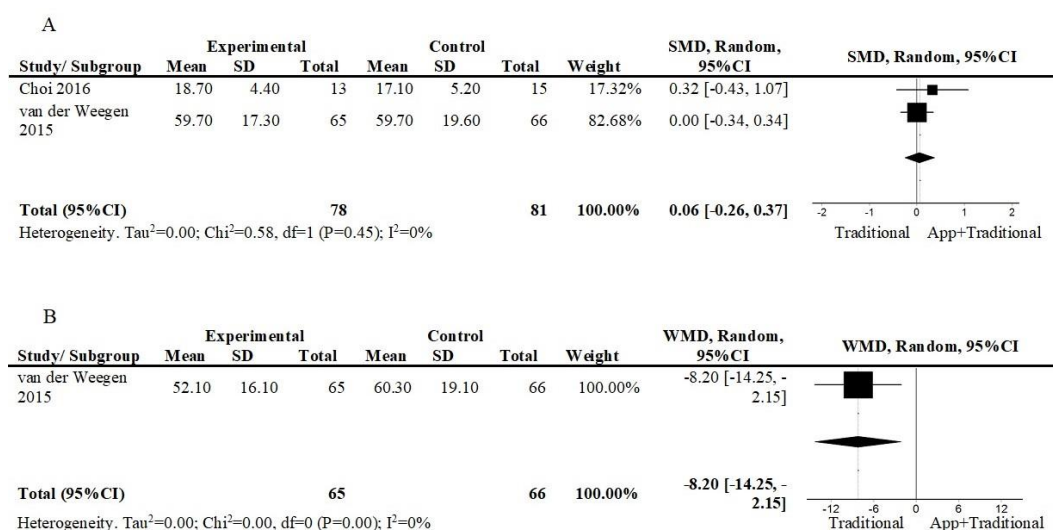 A
Experimental Control SMD, Random, 95%CI SMD, Random, 95%CI
Study/ Subgroup Mean SD Total Mean SD Total Weight
Choi 2016 18.70 4.40 13 17.10 5.20 15 17.32% 0.32 [-0.43, 1.07]
van der Weegen 2015 59.70 17.30 65 59.70 19.60 66 82.68% 0.00 [-0.34, 0.34]
Total (95%CI) 78 81 100.00% 0.06 [-0.26, 0.37]
Heterogeneity. Tau²=0.00; Chi²=0.58, df=1 (P=0.45); I²=0%
-2 -1 0 1 2
Traditional App+Traditional
B
Experimental Control WMD, Random, 95%CI WMD, Random, 95%CI
Study/ Subgroup Mean SD Total Mean SD Total Weight
van der Weegen 2015 52.10 16.10 65 60.30 19.10 66 100.00% -8.20 [-14.25, -2.15]
Total (95%CI) 65 66 100.00% -8.20 [-14.25, -2.15]
Heterogeneity. Tau²=0.00; Chi²=0.00, df=0 (P=0.00); I²=0%
-12 -6 0 6 12
Traditional App+Traditional